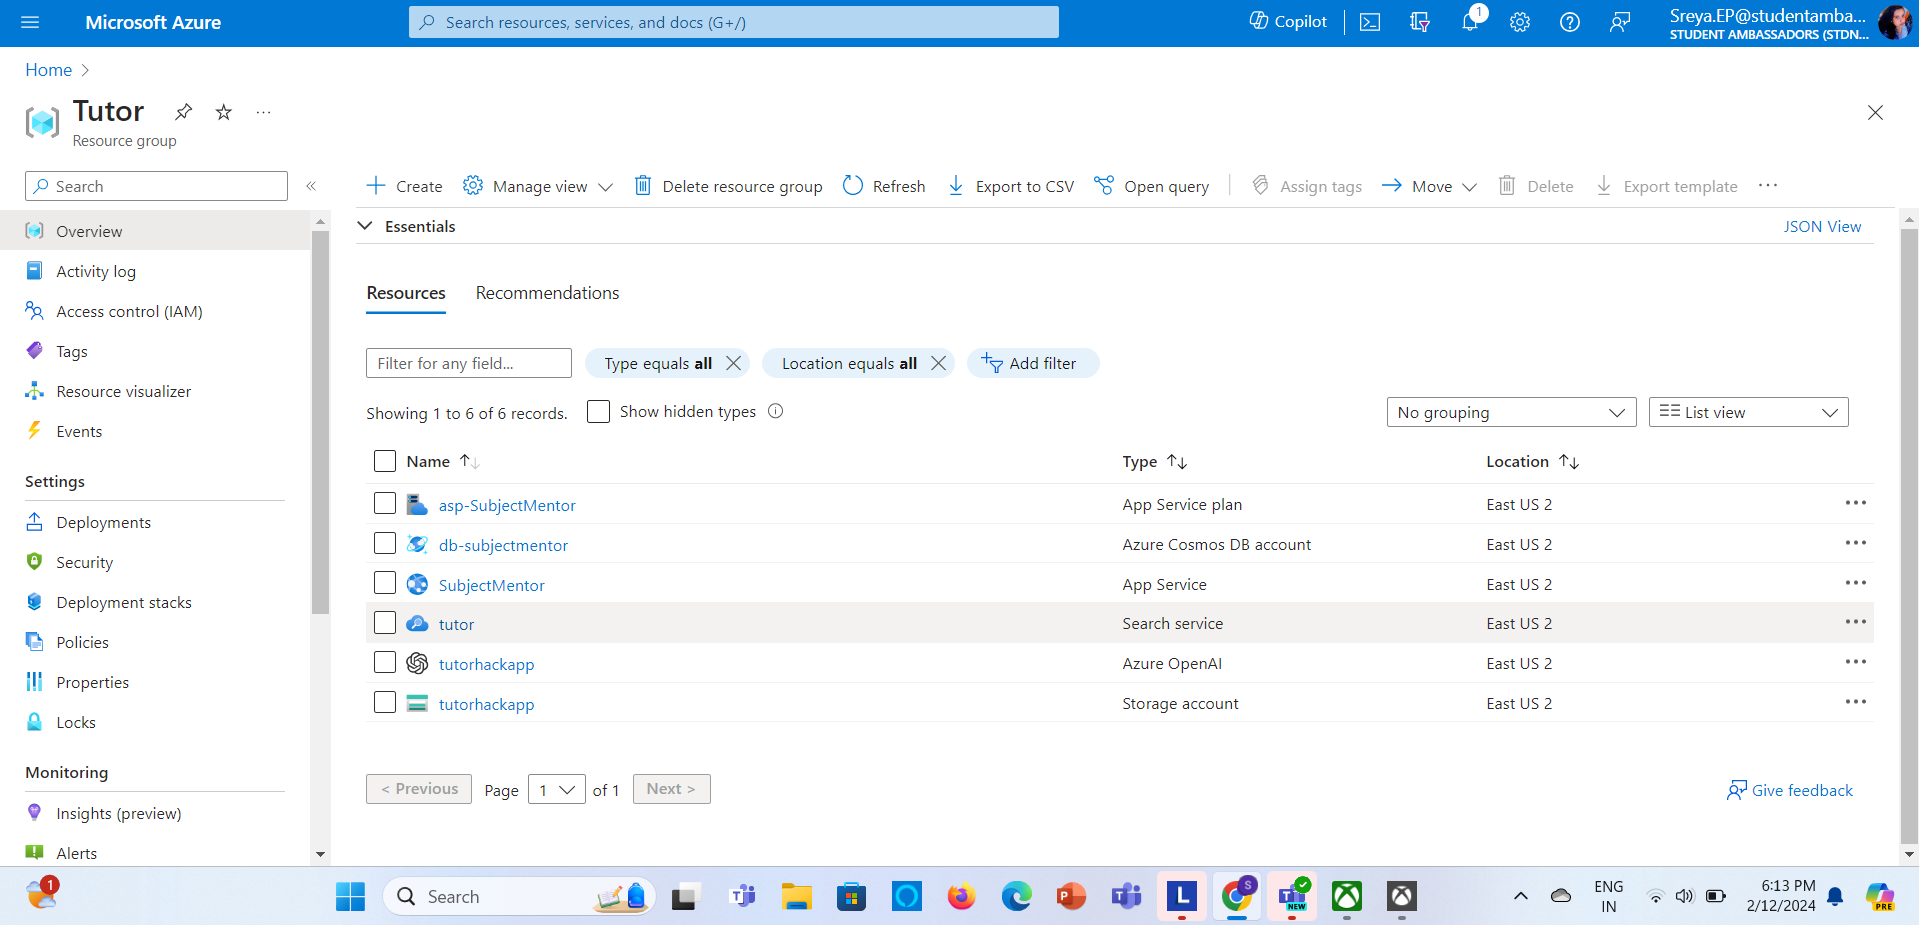 Microsoft Azure
Search resources, services, and docs (G+/)
Copilot
1
Sreya.EP@studentamba...
STUDENT AMBASSADORS (STDN...
Home
Tutor
Resource group
Search
Create
Manage view
Delete resource group
Refresh
Export to CSV
Open query
Assign tags
Move
Delete
Export template
Overview
Activity log
Access control (IAM)
Tags
Resource visualizer
Events
Settings
Deployments
Security
Deployment stacks
Policies
Properties
Locks
Monitoring
Insights (preview)
Alerts
Essentials
JSON View
Resources
Recommendations
Filter for any field...
Type equals all
Location equals all
Add filter
Showing 1 to 6 of 6 records.
Show hidden types
No grouping
List view
Name
Type
Location
asp-SubjectMentor
App Service plan
East US 2
db-subjectmentor
Azure Cosmos DB account
East US 2
SubjectMentor
App Service
East US 2
tutor
Search service
East US 2
tutorhackapp
Azure OpenAI
East US 2
tutorhackapp
Storage account
East US 2
< Previous
Page
1
of 1
Next >
Give feedback
1
Search
L
S
NEW
ENG
IN
6:13 PM
2/12/2024
PRE